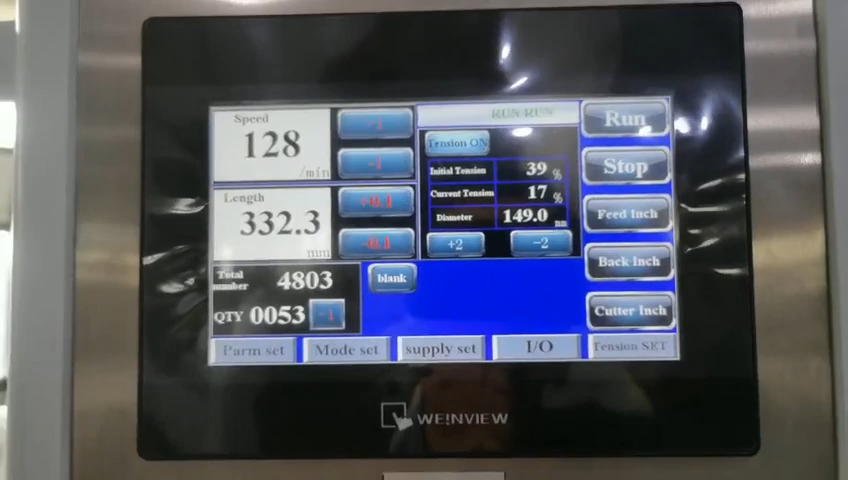 Speed
128
/min
-1
Length
332.3
mm
+0.1
-0.1
Total number 4803
QTY 0053 -1
blank
RUN RUN
Tension ON
Initial Tension 39 %
Current Tension 17 %
Diameter 149.0 mm
+2 -2
Run
Stop
Feed Inch
Back Inch
Cutter Inch
Parm set Mode set supply set I/O Tension SET
WEINVIEW